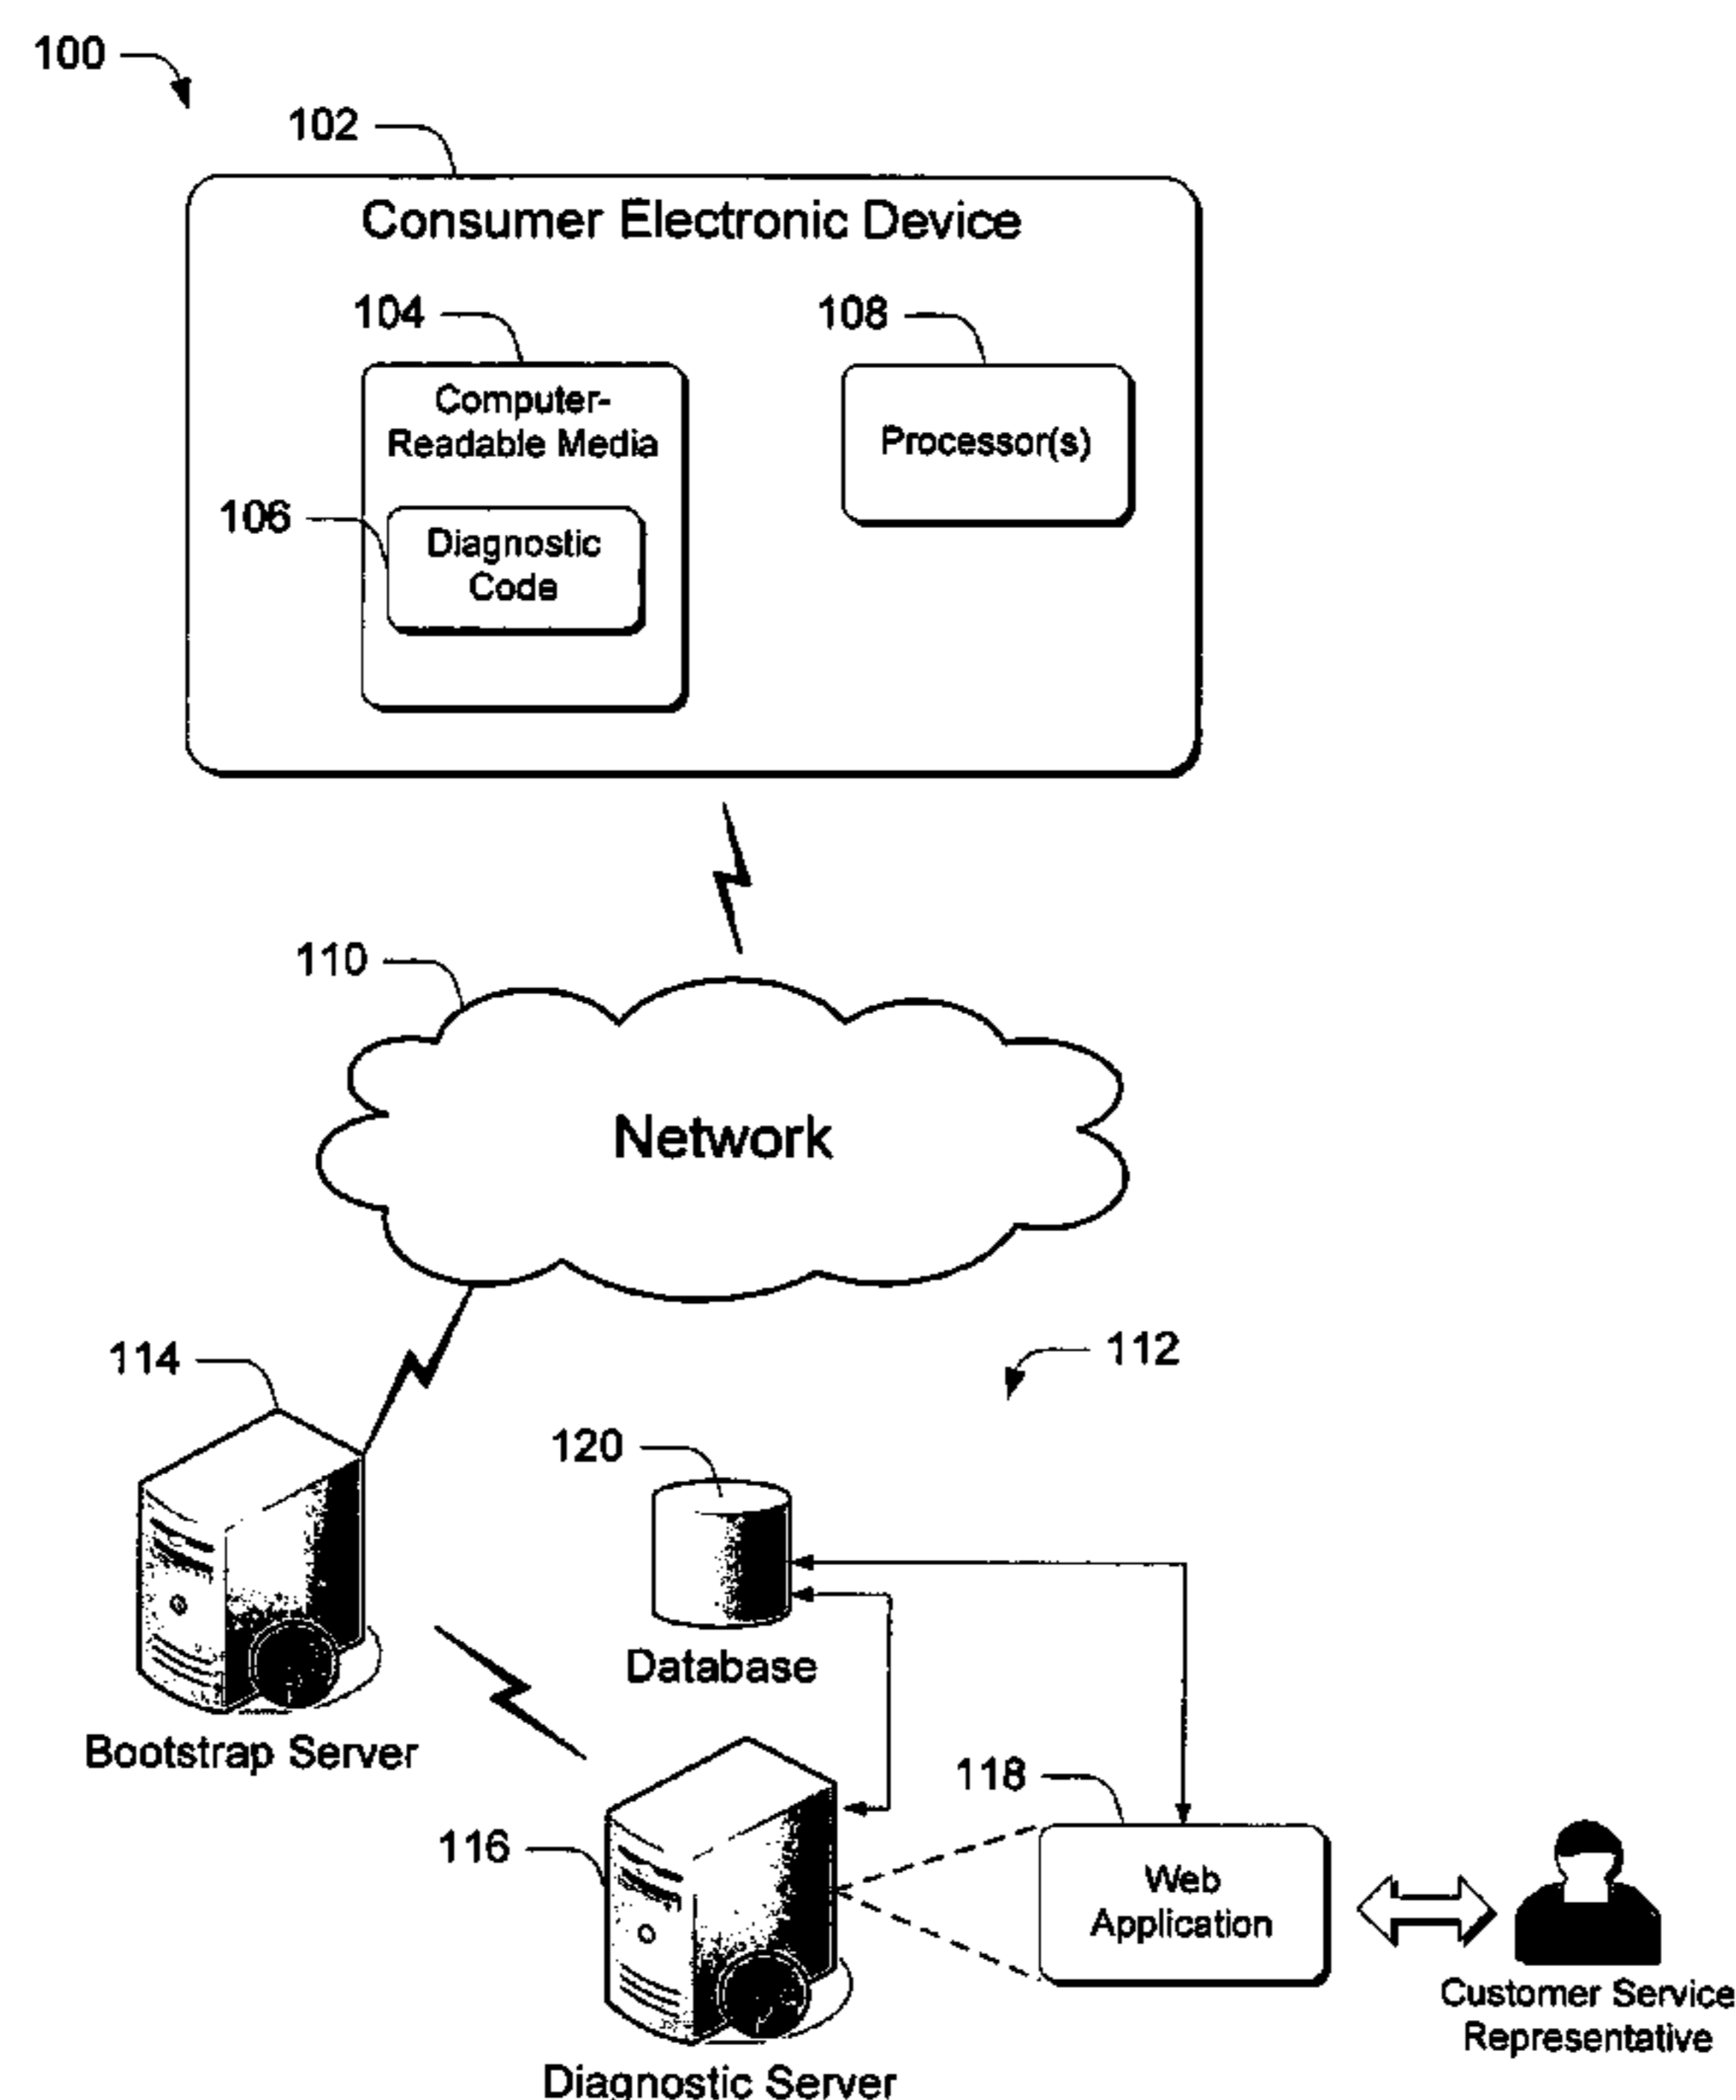 100
102
Consumer Electronic Device
104
108
Computer-
Readable Media
Processor(s)
106
Diagnostic
Code
110
Network
112
114
120
Database
Bootstrap Server
118
116
Web
Application
Customer Service
Representative
Diagnostic Server